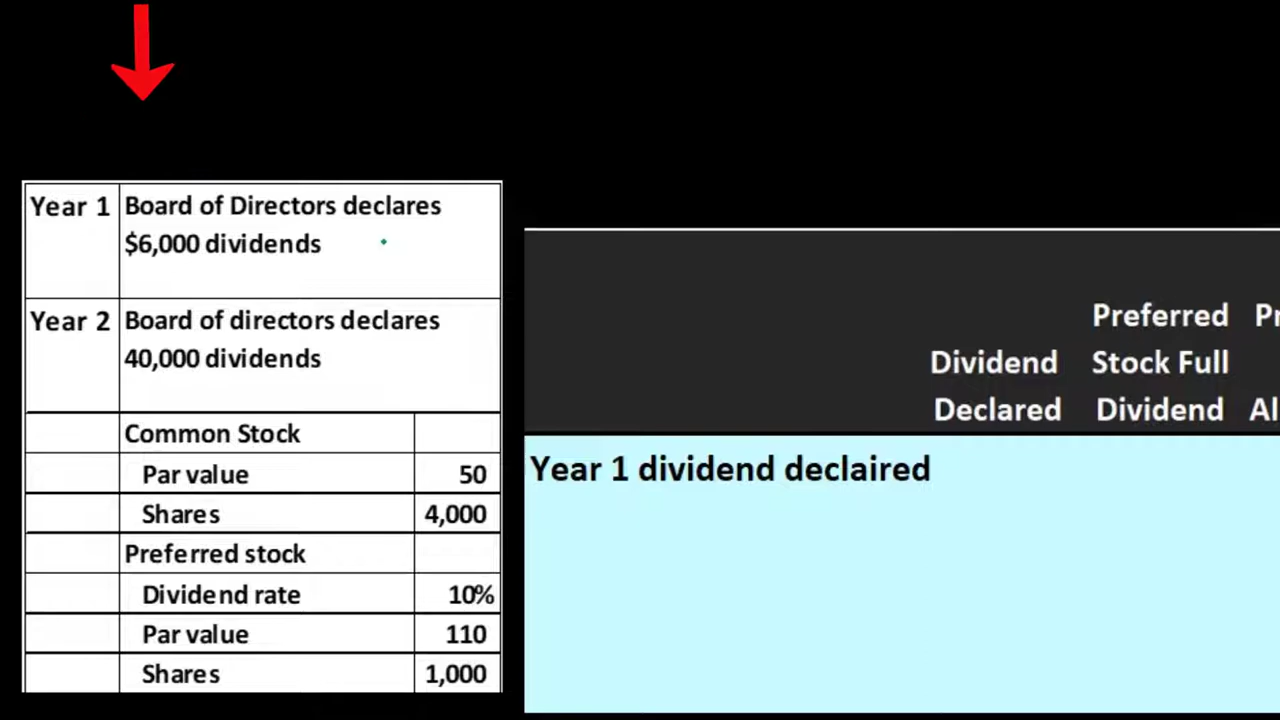 Year 1 Board of Directors declares
$6,000 dividends
Year 2 Board of directors declares
40,000 dividends
Common Stock
Par value 50
Shares 4,000
Preferred stock
Dividend rate 10%
Par value 110
Shares 1,000
Preferred
Dividend Stock Full
Declared Dividend
Year 1 dividend declaired